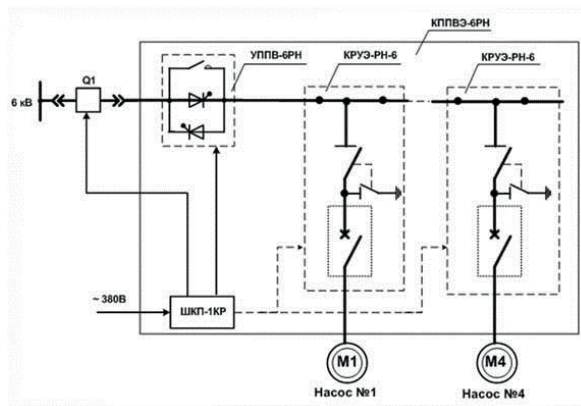 КППВЭ-6РН
УППВ-6РН
КРУЭ-РН-6
КРУЭ-РН-6
Q1
6 кВ
~ 380В
ШКП-1КР
М1
М4
Насос №1
Насос №4